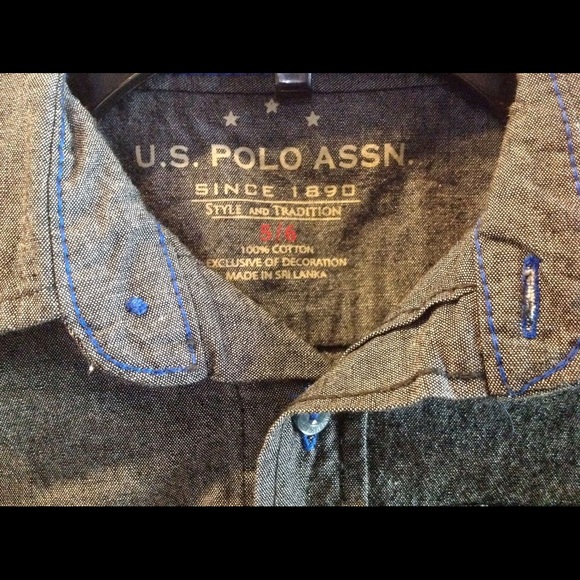 U.S. POLO ASSN.
SINCE 1890
STYLE AND TRADITION
5/6
100% COTTON
EXCLUSIVE OF DECORATION
MADE IN SRI LANKA